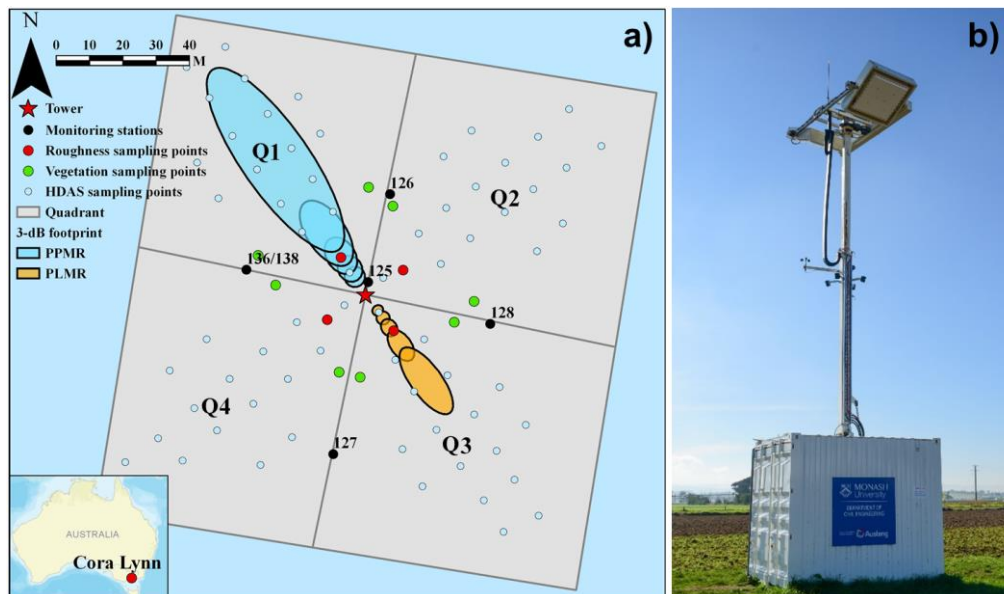 N
0 10 20 30 40
M
Tower
Monitoring stations
Roughness sampling points
Vegetation sampling points
HDAS sampling points
Quadrant
3-dB footprint
PPMR
PLMR
a)
Q1
126
Q2
136/138
125
128
Q4
127
Q3
AUSTRALIA
Cora Lynn
b)
MONASH
University
DEPARTMENT OF
CIVIL ENGINEERING